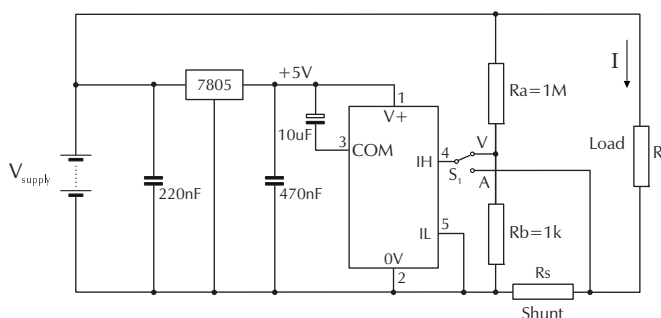 I
7805
+5V
1
V+
Ra=1M
10uF
3
COM
IH
4
V
S1
A
Load
R
Vsupply
220nF
470nF
IL
5
Rb=1k
0V
2
Rs
Shunt